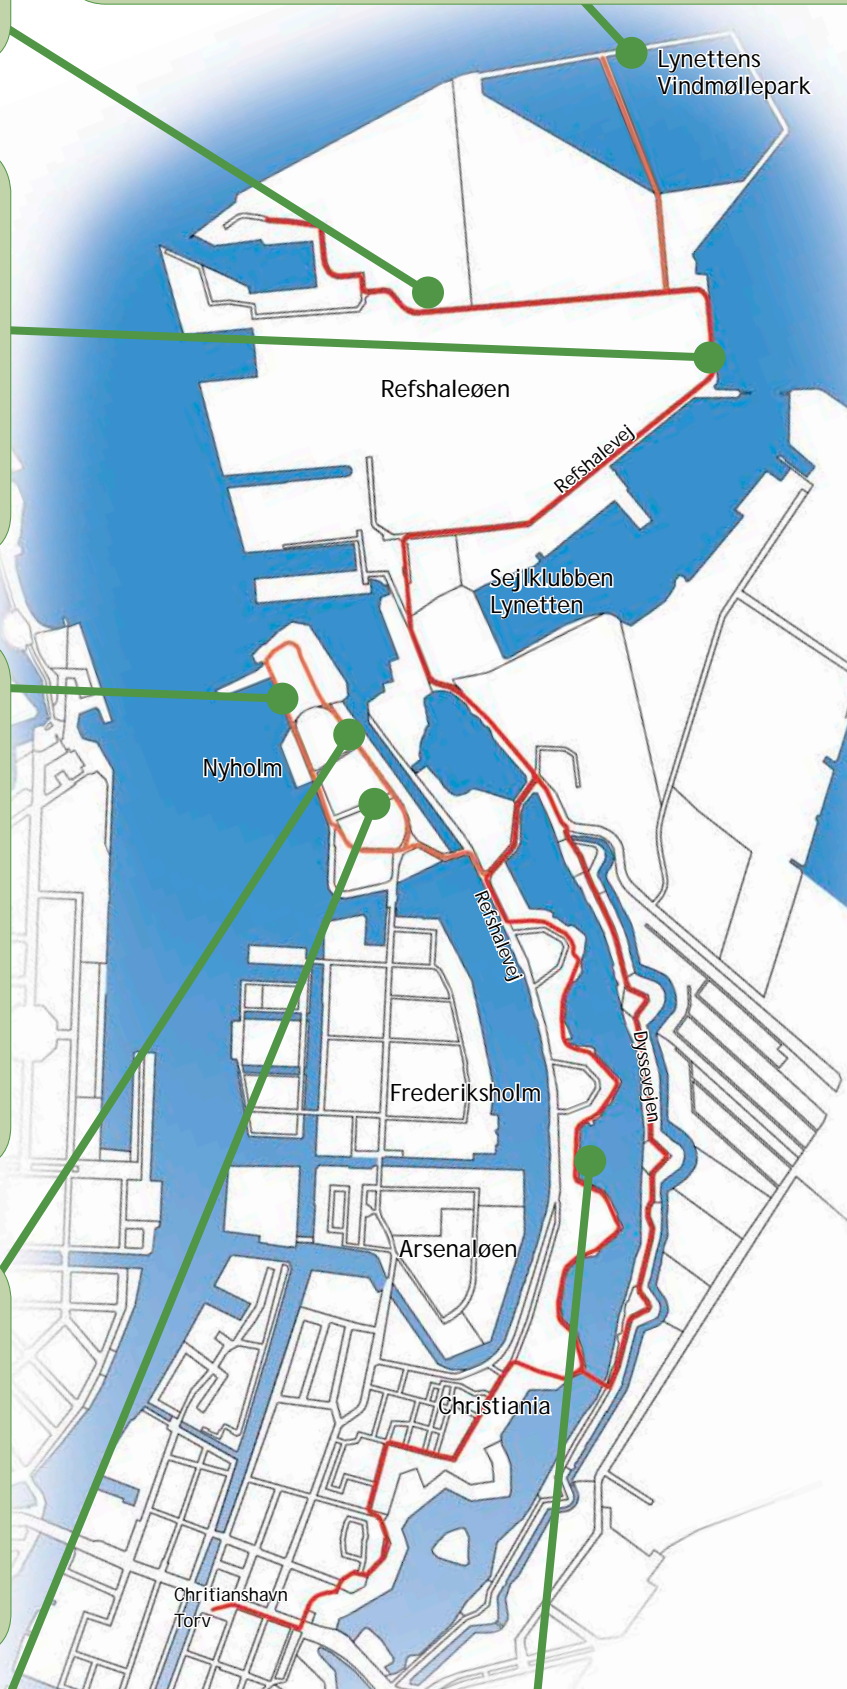 Lynettens
Vindmøllepark
Refshaleøen
Refshalevej
Sejlklubben
Lynetten
Nyholm
Refshalevej
Dyssevejen
Frederiksholm
Arsenaløen
Christiania
Chritianshavn
Torv